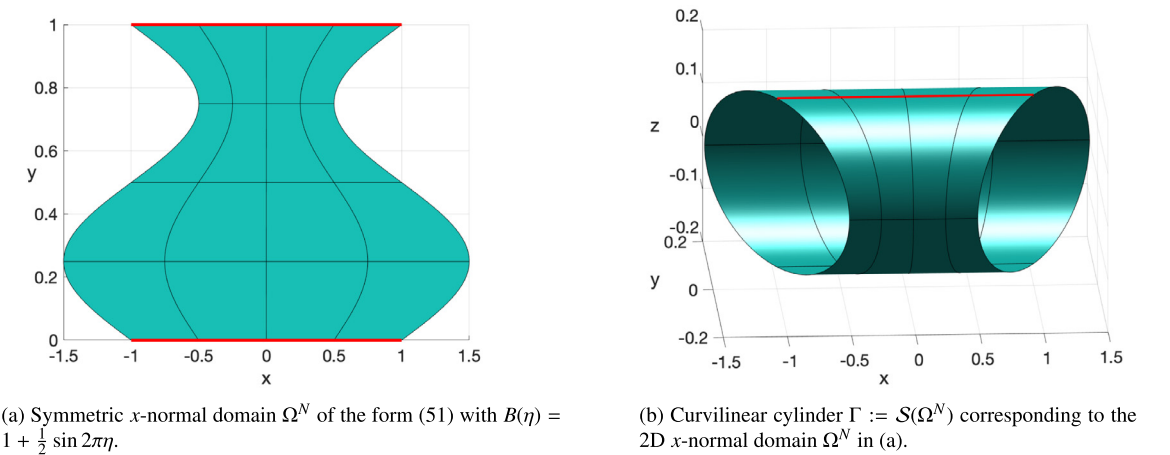 1
0.8
0.6
y
0.4
0.2
0
-1.5 -1 -0.5 0 0.5 1 1.5
x
0.2
0.1
z 0
-0.1
-0.2
0.2
y 0
-0.2
-1.5 -1 -0.5 0 0.5 1 1.5
x
(a) Symmetric x-normal domain Ω^N of the form (51) with B(η) =
1 + 1/2 sin 2πη.
(b) Curvilinear cylinder Γ := 𝒮(Ω^N) corresponding to the
2D x-normal domain Ω^N in (a).